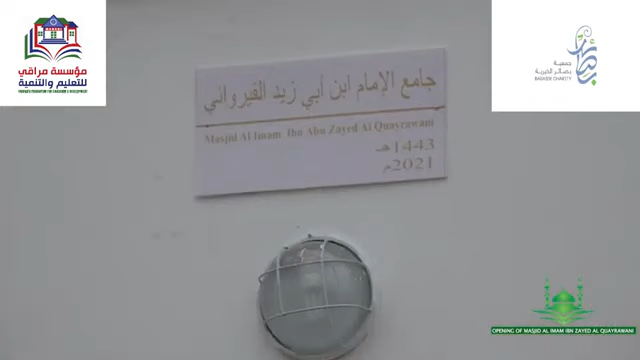 مؤسسة مراقي
للتعليم والتنمية
جمعية
بصائر الخيرية
BASAER CHARITY
جامع الإمام ابن أبي زيد القيرواني
Masjid Al Imam Ibn Abu Zayed Al Quayrawani
1443هـ
2021م
OPENING OF MASJID AL IMAM IBN ZAYED AL QUAYRAWANI